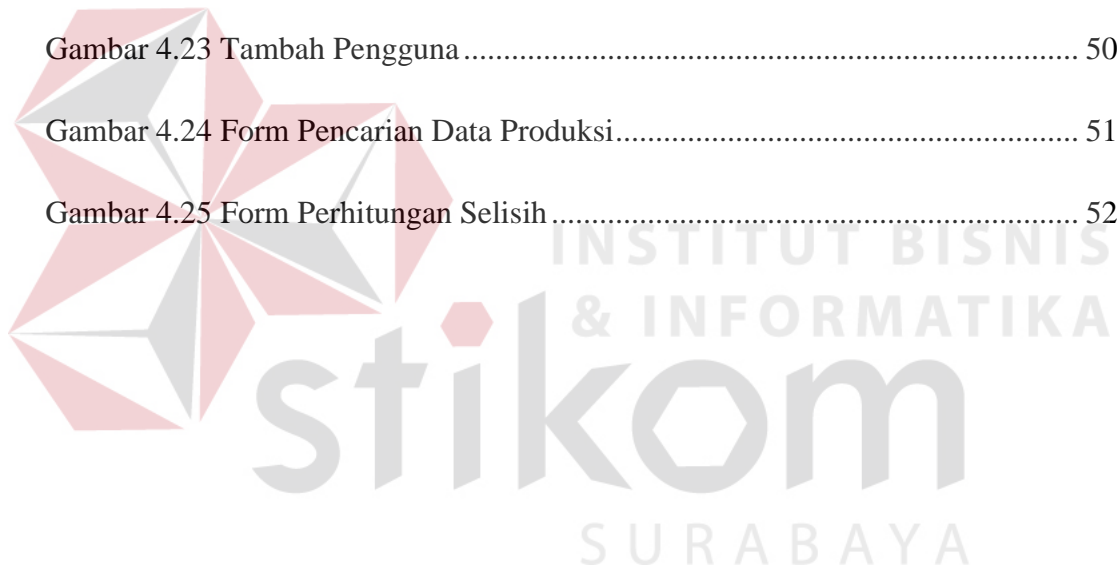 Gambar 4.23 Tambah Pengguna.......................................................................... 50
Gambar 4.24 Form Pencarian Data Produksi........................................................ 51
Gambar 4.25 Form Perhitungan Selisih ............................................................... 52
INSTITUT BISNIS
& INFORMATIKA
stikom
SURABAYA